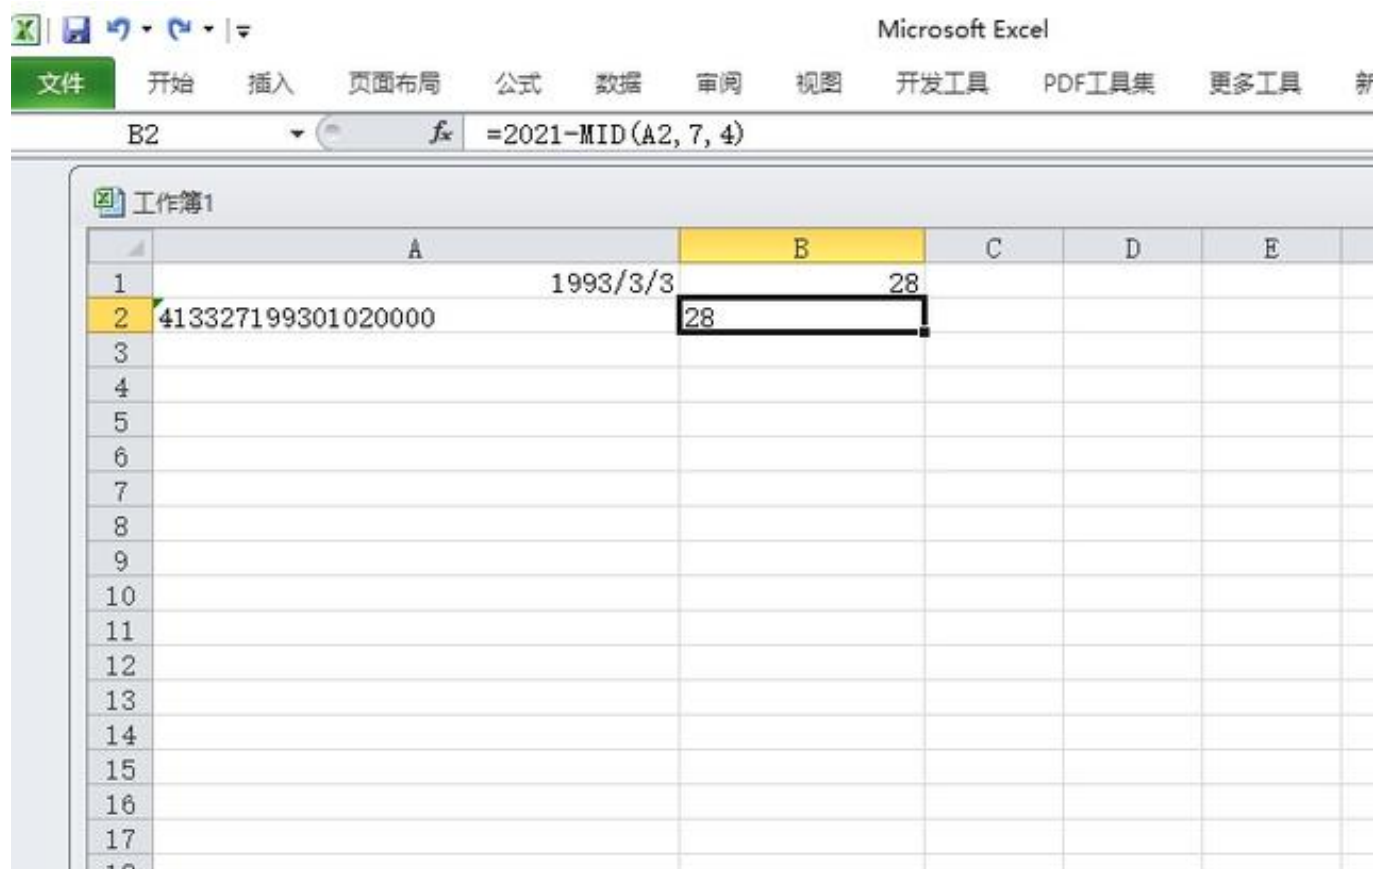 Microsoft Excel
文件 开始 插入 页面布局 公式 数据 审阅 视图 开发工具 PDF工具集 更多工具 新
B2 fx =2021-MID(A2,7,4)
工作簿1
A B C D E
1 1993/3/3 28
2 413327199301020000 28
3
4
5
6
7
8
9
10
11
12
13
14
15
16
17